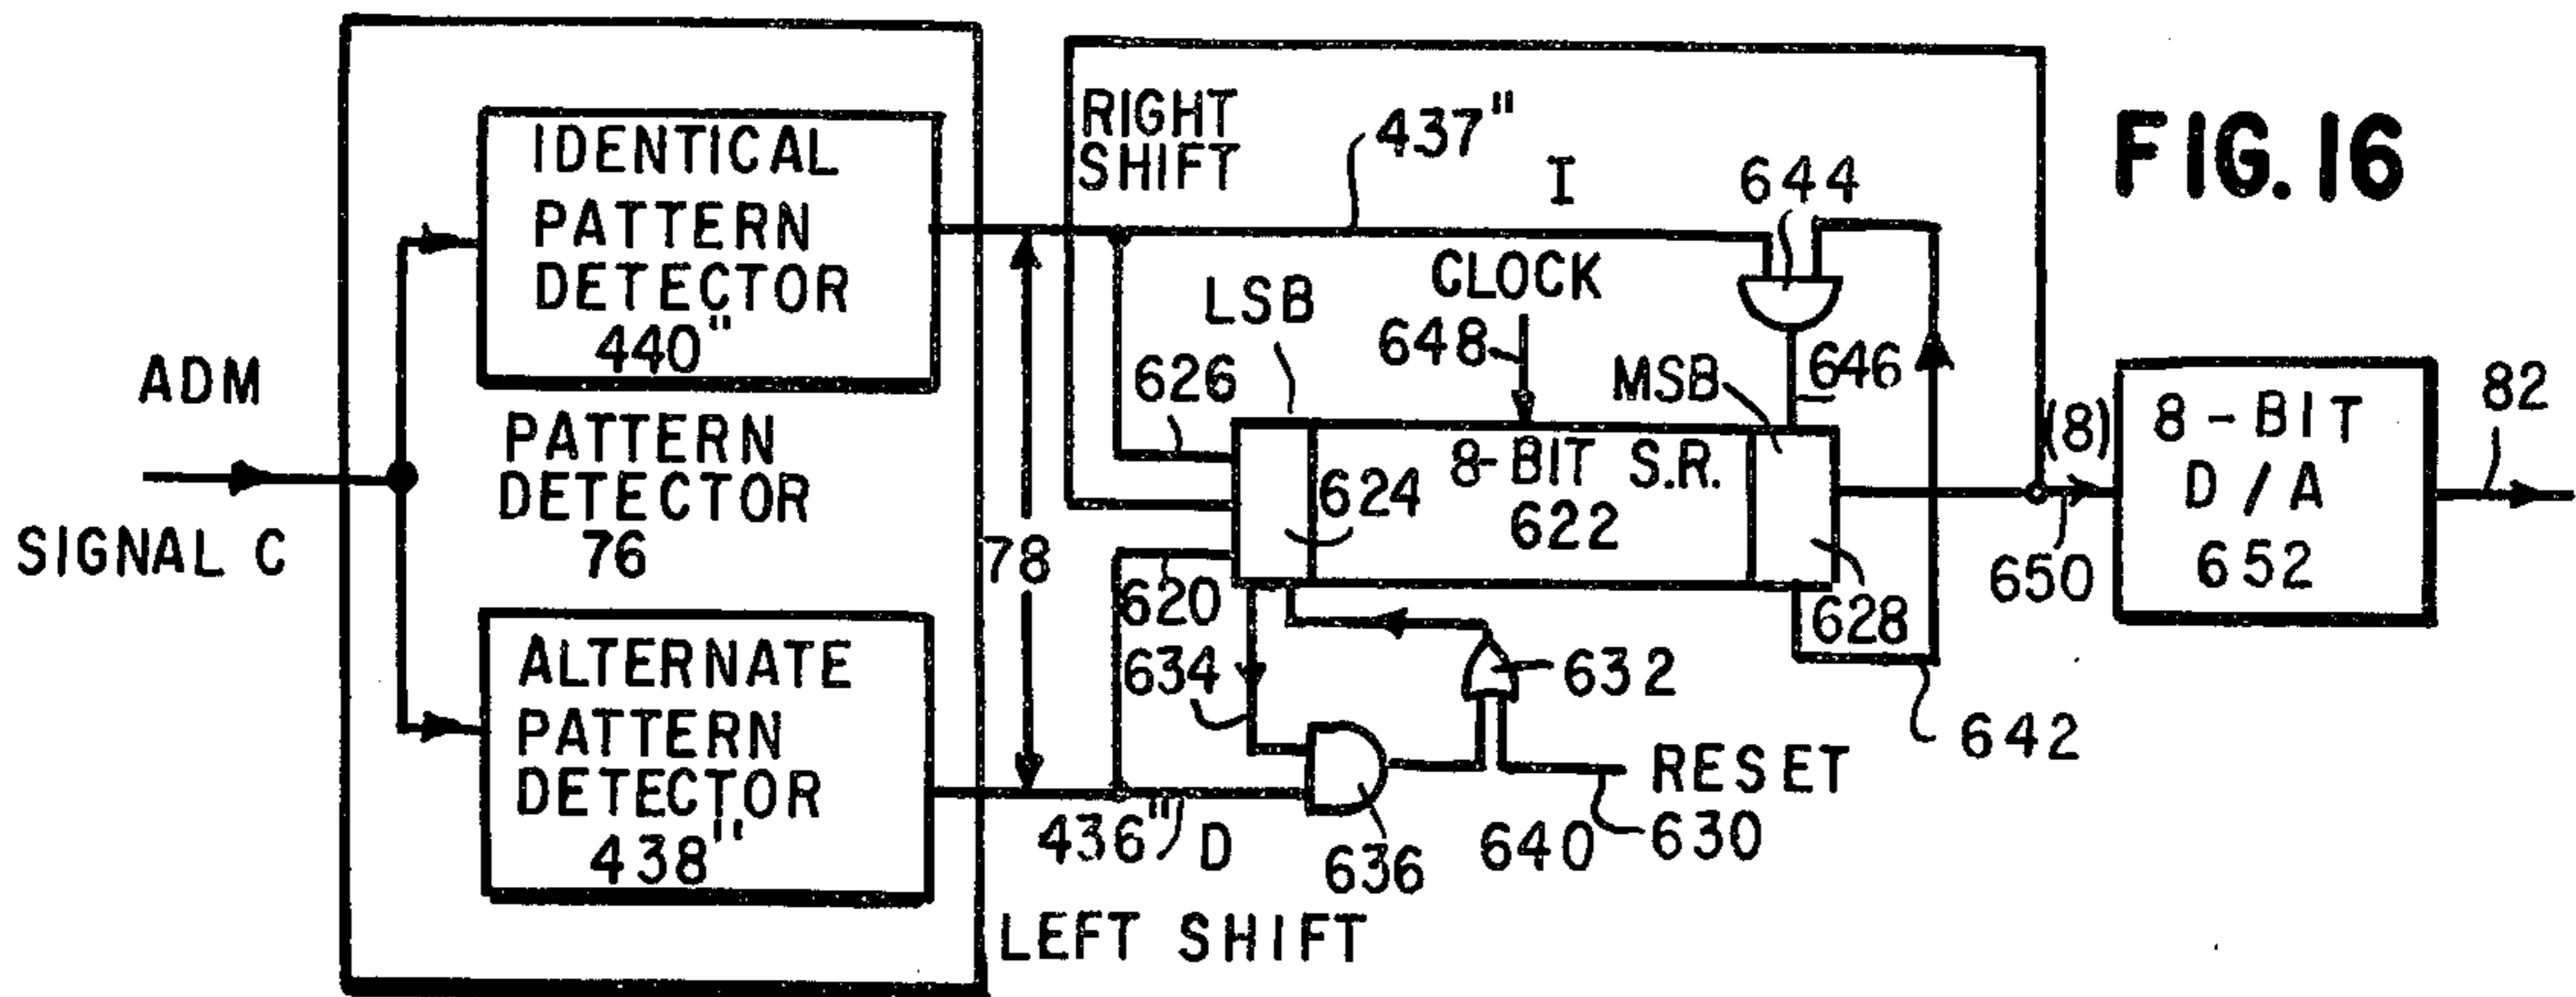 FIG. 16
IDENTICAL
PATTERN
DETECTOR
440"
ADM
SIGNAL C
PATTERN
DETECTOR
76
ALTERNATE
PATTERN
DETECTOR
438"
RIGHT
SHIFT
437"
I
644
CLOCK
648
LSB
MSB
646
626
624
8-BIT S.R.
622
78
620
628
634
632
636
436" D
LEFT SHIFT
RESET
640
630
642
(8)
650
8-BIT
D/A
652
82